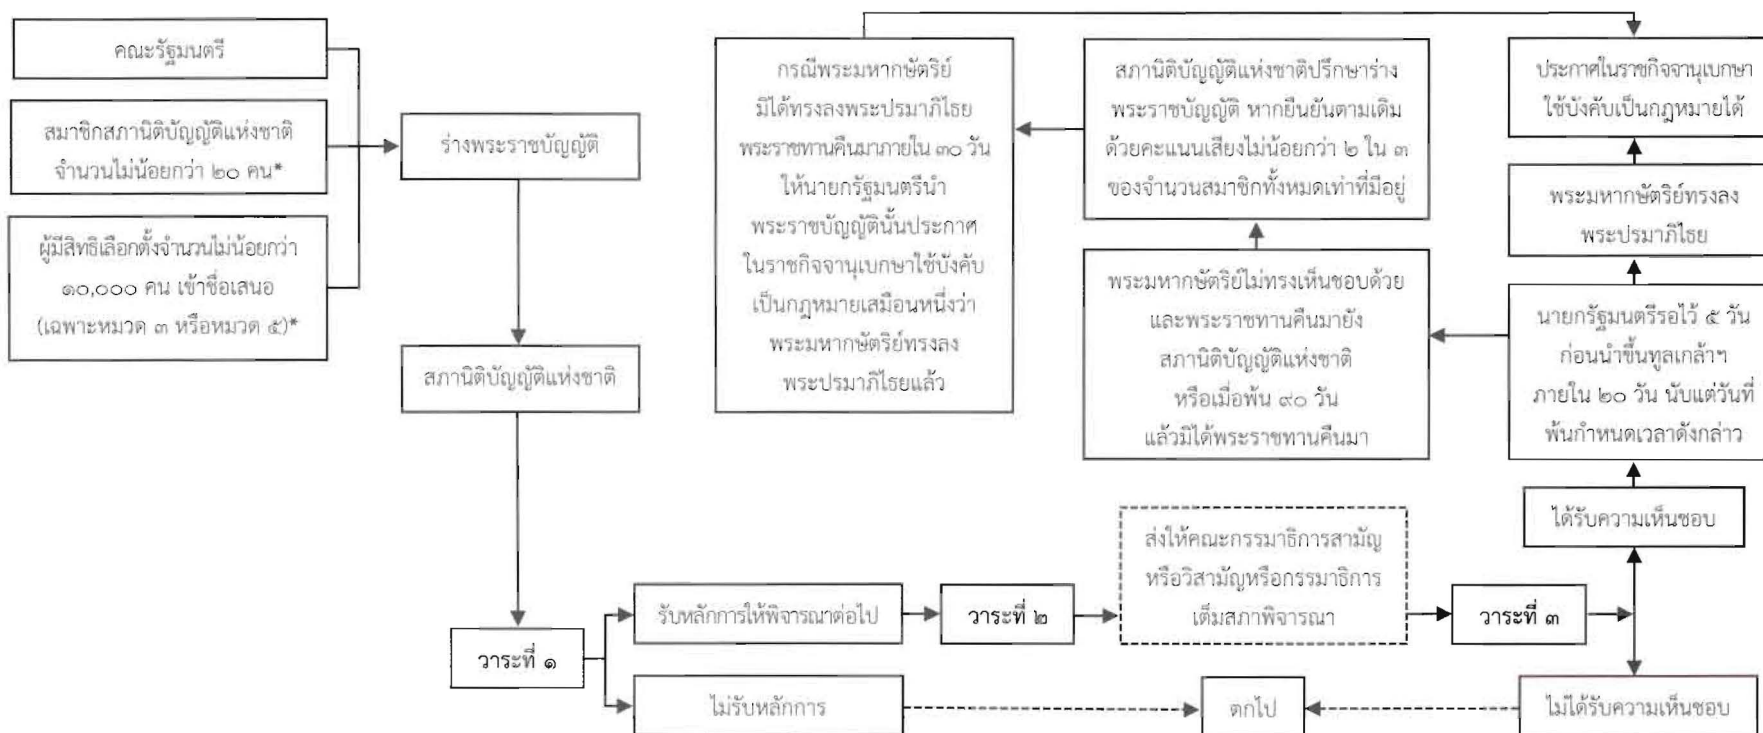 คณะรัฐมนตรี
สมาชิกสภานิติบัญญัติแห่งชาติ
จำนวนไม่น้อยกว่า ๒๐ คน*
ผู้มีสิทธิเลือกตั้งจำนวนไม่น้อยกว่า
๑๐,๐๐๐ คน เข้าชื่อเสนอ
(เฉพาะหมวด ๓ หรือหมวด ๕)*
ร่างพระราชบัญญัติ
สภานิติบัญญัติแห่งชาติ
วาระที่ ๑
รับหลักการให้พิจารณาต่อไป
ไม่รับหลักการ
วาระที่ ๒
ส่งให้คณะกรรมาธิการสามัญ
หรือวิสามัญหรือกรรมาธิการ
เต็มสภาพิจารณา
วาระที่ ๓
ตกไป
ไม่ได้รับความเห็นชอบ
ได้รับความเห็นชอบ
นายกรัฐมนตรีรอไว้ ๕ วัน
ก่อนนำขึ้นทูลเกล้าฯ
ภายใน ๒๐ วัน นับแต่วันที่
พ้นกำหนดเวลาดังกล่าว
พระมหากษัตริย์ทรงลง
พระปรมาภิไธย
ประกาศในราชกิจจานุเบกษา
ใช้บังคับเป็นกฎหมายได้
พระมหากษัตริย์ไม่ทรงเห็นชอบด้วย
และพระราชทานคืนมายัง
สภานิติบัญญัติแห่งชาติ
หรือเมื่อพ้น ๙๐ วัน
แล้วมิได้พระราชทานคืนมา
สภานิติบัญญัติแห่งชาติปรึกษาร่าง
พระราชบัญญัติ หากยืนยันตามเดิม
ด้วยคะแนนเสียงไม่น้อยกว่า ๒ ใน ๓
ของจำนวนสมาชิกทั้งหมดเท่าที่มีอยู่
กรณีพระมหากษัตริย์
มิได้ทรงลงพระปรมาภิไธย
พระราชทานคืนมาภายใน ๓๐ วัน
ให้นายกรัฐมนตรีนำ
พระราชบัญญัตินั้นประกาศ
ในราชกิจจานุเบกษาใช้บังคับ
เป็นกฎหมายเสมือนหนึ่งว่า
พระมหากษัตริย์ทรงลง
พระปรมาภิไธยแล้ว